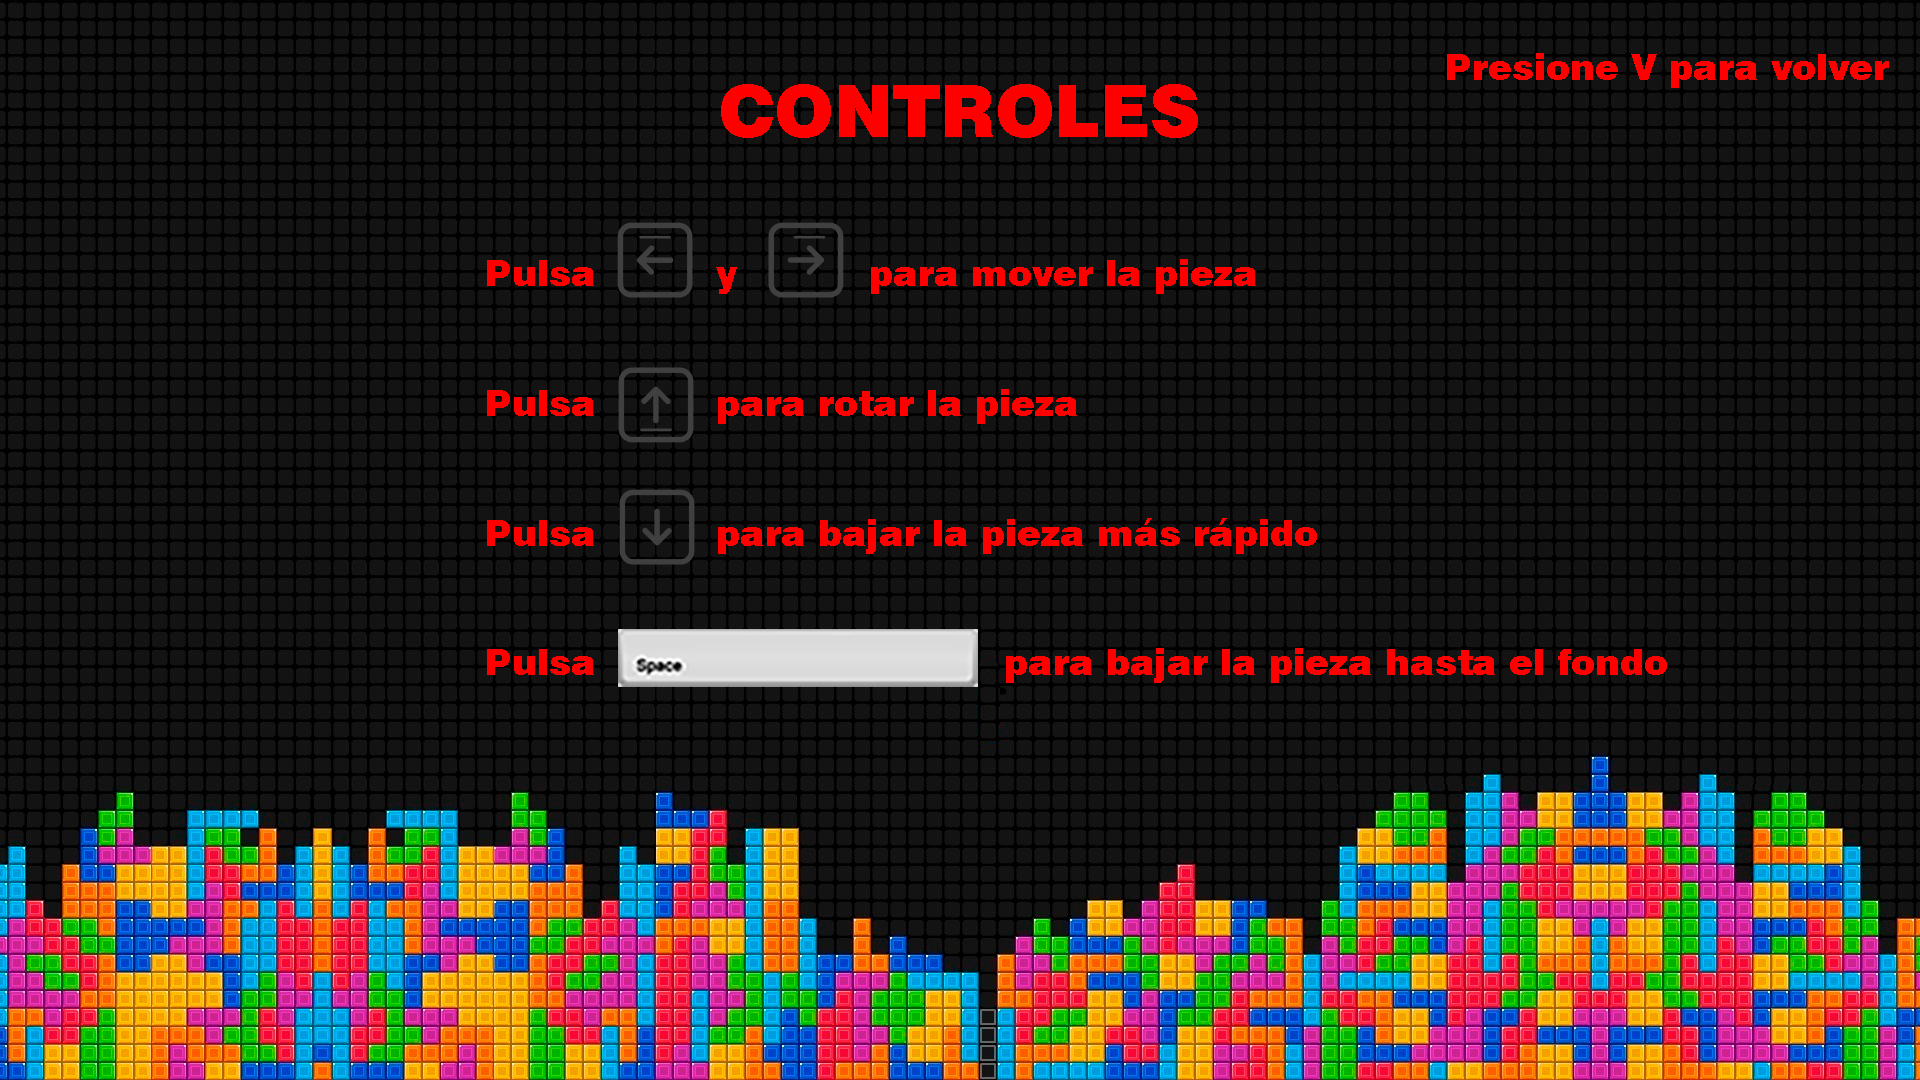 Presione V para volver
CONTROLES
Pulsa y para mover la pieza
Pulsa para rotar la pieza
Pulsa para bajar la pieza más rápido
Pulsa Space para bajar la pieza hasta el fondo